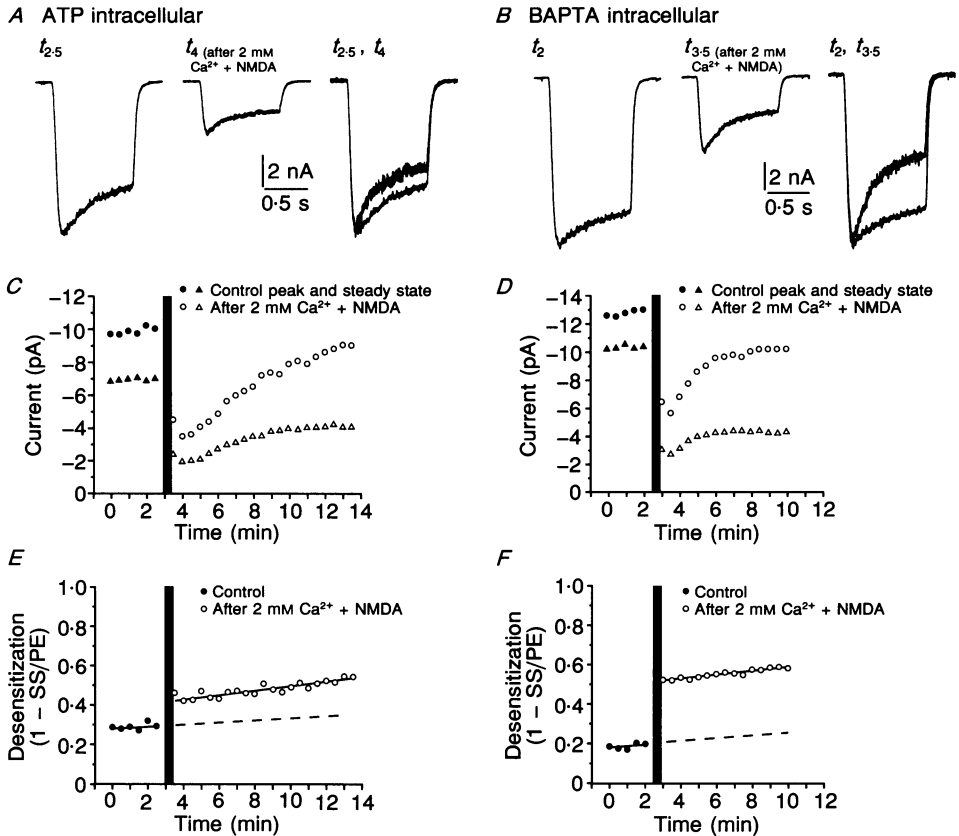 A ATP intracellular
t2·5
t4 (after 2 mM
Ca2+ + NMDA
t2·5, t4
2 nA
0·5 s
B BAPTA intracellular
t2
t3·5 (after 2 mM
Ca2+ + NMDA)
t2, t3·5
2 nA
0·5 s
C
● ▲ Control peak and steady state
○ △ After 2 mM Ca2+ + NMDA
Current (pA)
−12
−10
−8
−6
−4
−2
0
0 2 4 6 8 10 12 14
Time (min)
D
● ▲ Control peak and steady state
○ △ After 2 mM Ca2+ + NMDA
Current (pA)
−14
−12
−10
−8
−6
−4
−2
0
0 2 4 6 8 10 12
Time (min)
E
● Control
○ After 2 mM Ca2+ + NMDA
Desensitization
(1 − SS/PE)
1·0
0·8
0·6
0·4
0·2
0
0 2 4 6 8 10 12 14
Time (min)
F
● Control
○ After 2 mM Ca2+ + NMDA
Desensitization
(1 − SS/PE)
1·0
0·8
0·6
0·4
0·2
0
0 2 4 6 8 10 12
Time (min)